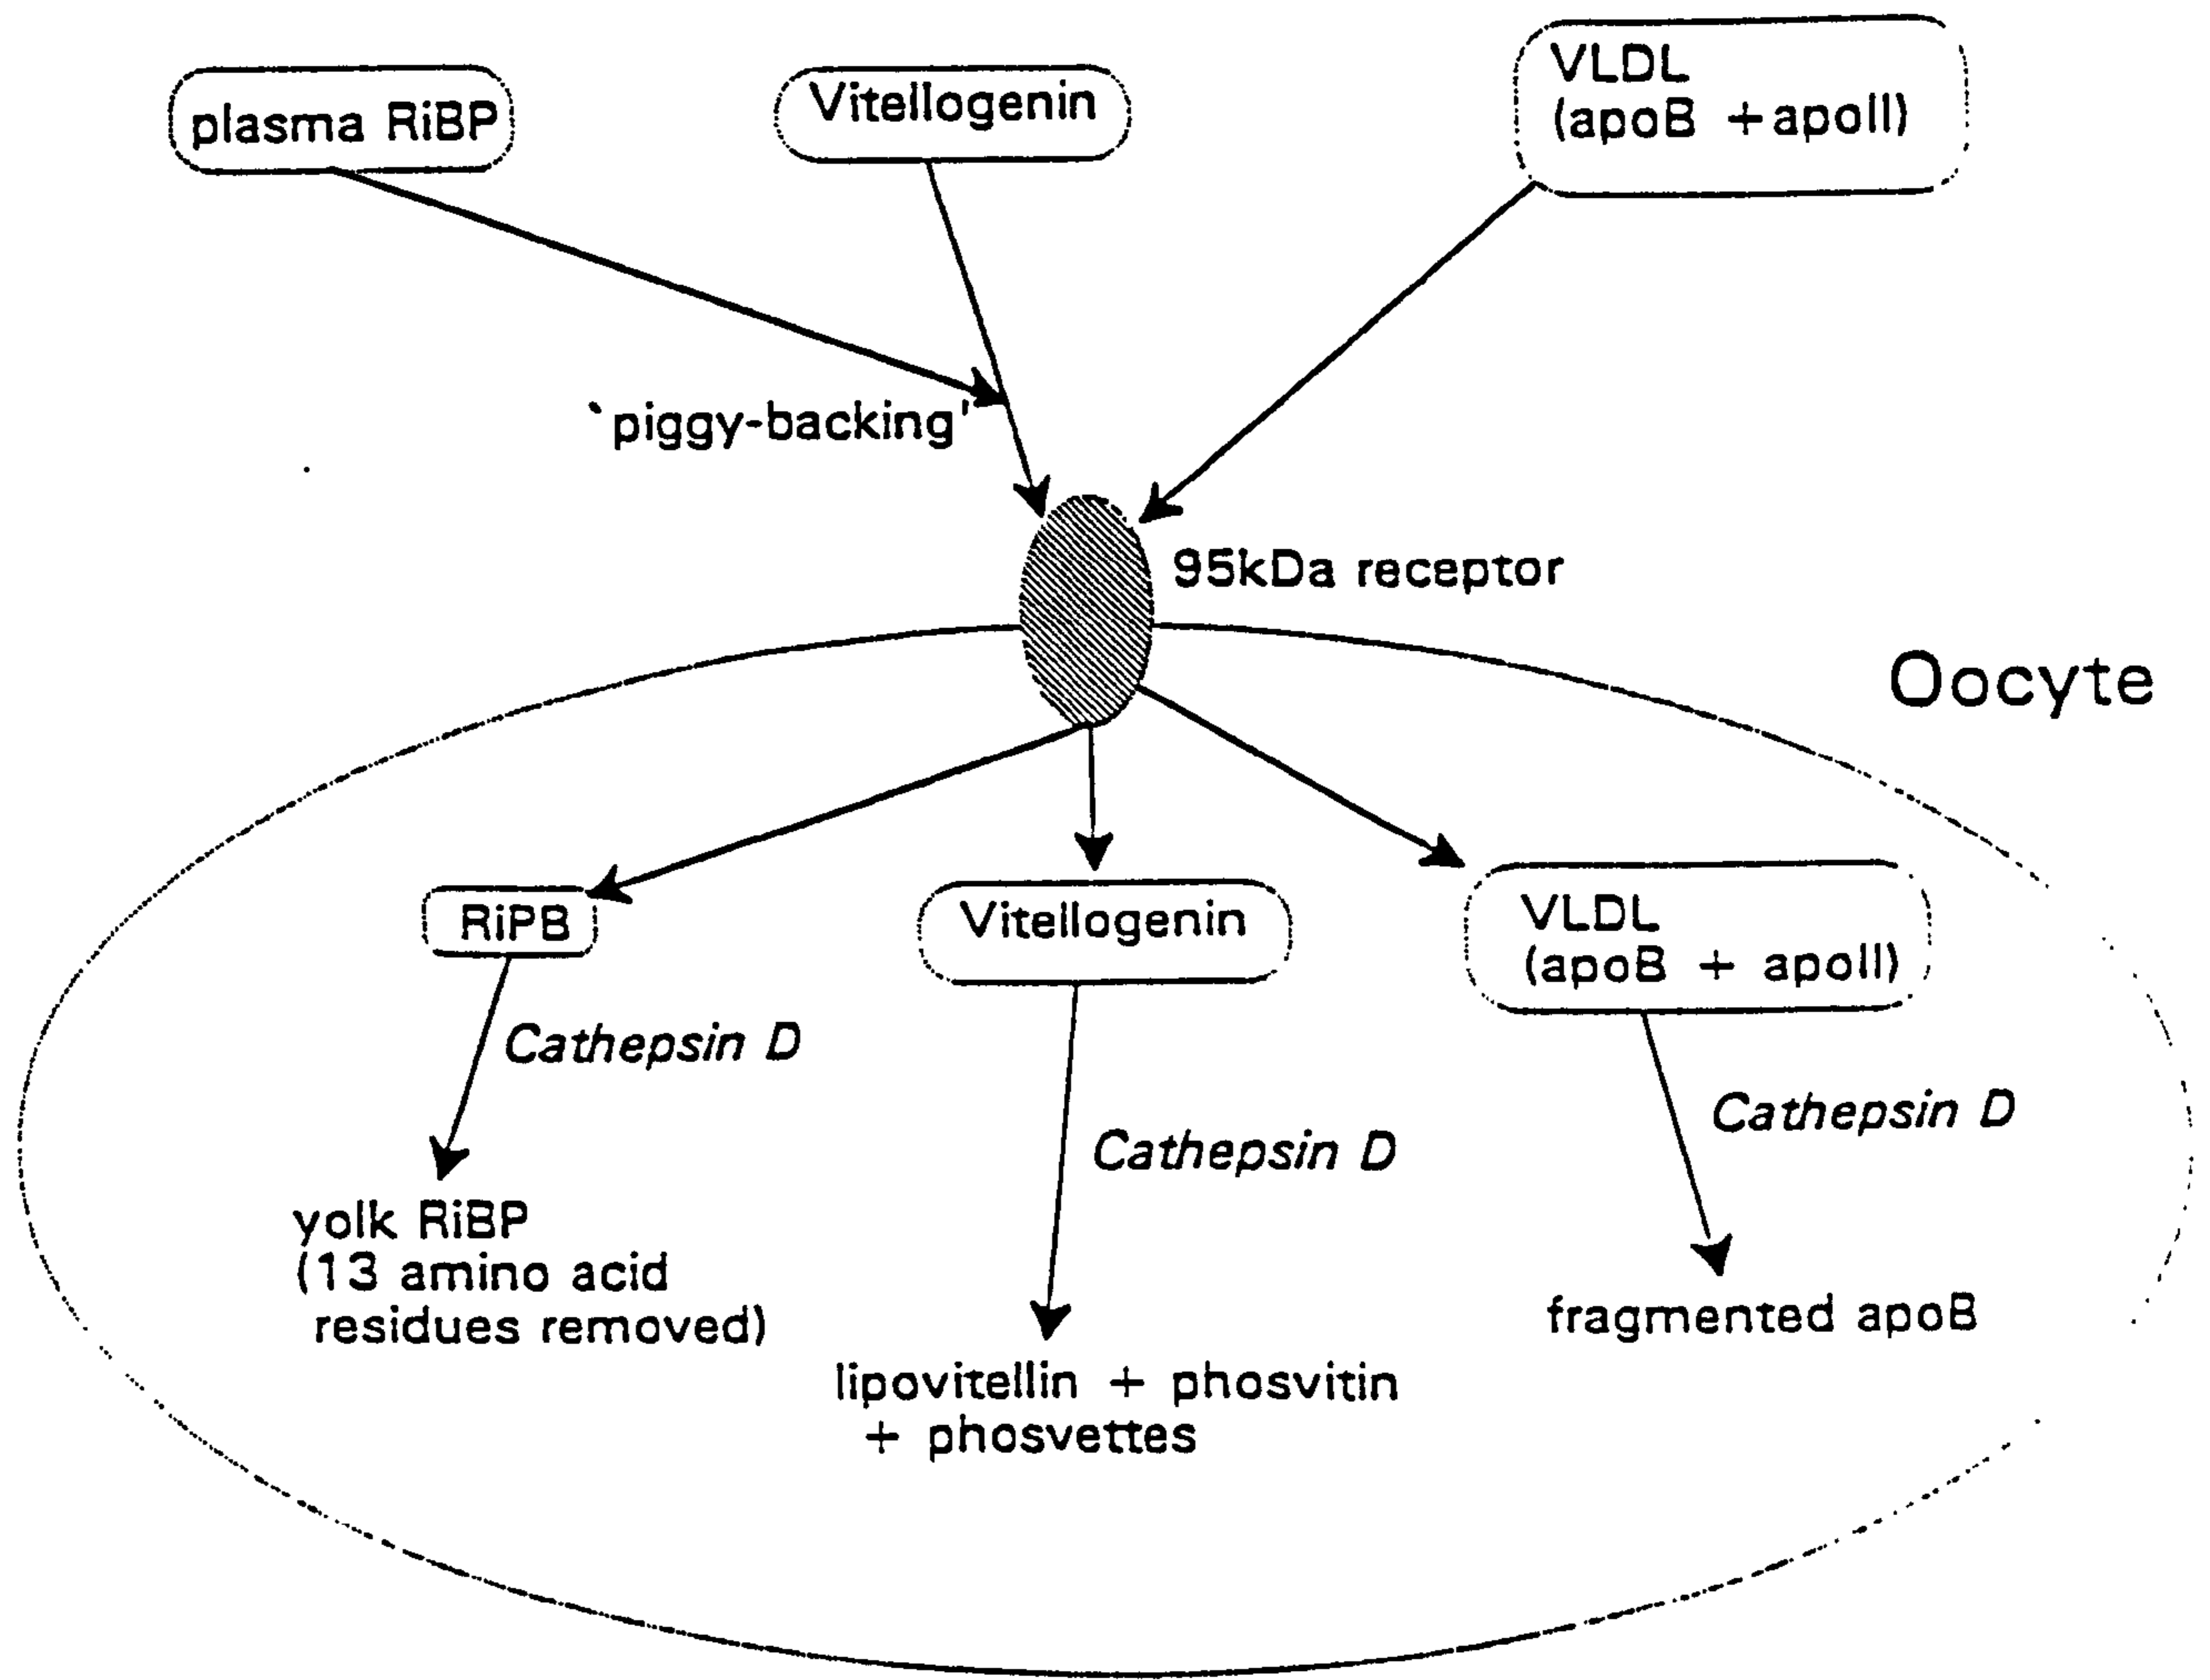 plasma RiBP
Vitellogenin
VLDL
(apoB +apoII)
`piggy-backing'
95kDa receptor
Oocyte
RiPB
Vitellogenin
VLDL
(apoB + apoII)
Cathepsin D
Cathepsin D
Cathepsin D
yolk RiBP
(13 amino acid
residues removed)
lipovitellin + phosvitin
+ phosvettes
fragmented apoB